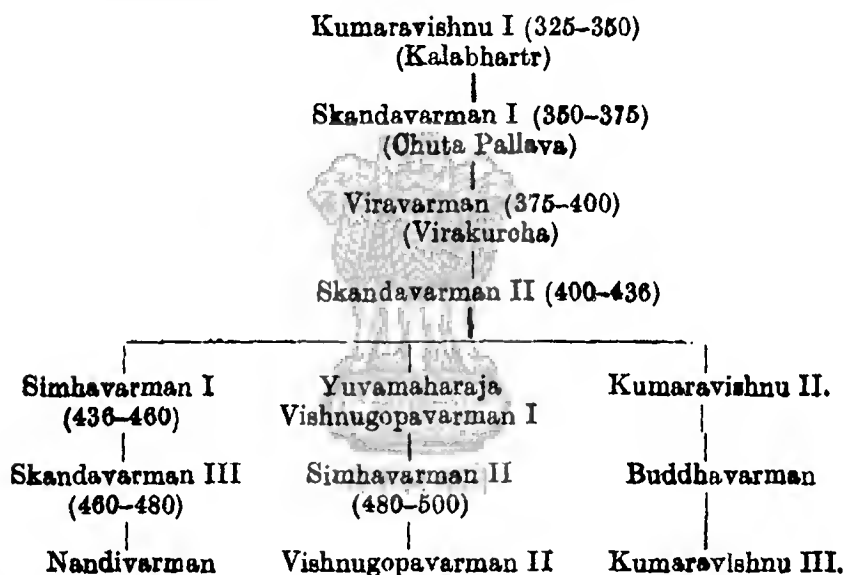 Kumaravishnu I (325–350)
(Kalabhartr)
Skandavarman I (350–375)
(Chuta Pallava)
Viravarman (375–400)
(Virakurcha)
Skandavarman II (400–436)
Simhavarman I Yuvamaharaja Kumaravishnu II.
(436–460) Vishnugopavarman I
Skandavarman III Simhavarman II Buddhavarman
(460–480) (480–500)
Nandivarman Vishnugopavarman II Kumaravishnu III.